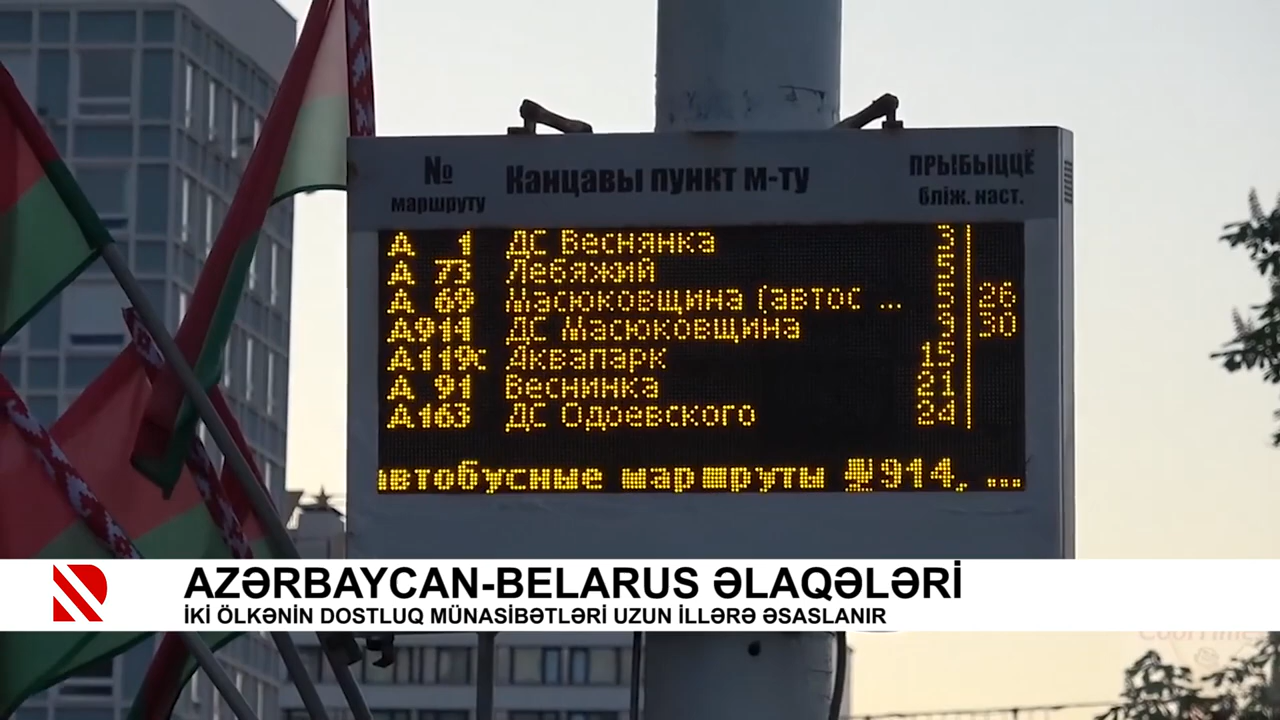 № маршруту Канцавы пункт м-ту ПРЫБЫЦЦЁ бліж. наст.
А 1 ДС Веснянка 3
А 73 Лебяжий 5
А 69 Масюковщина (автос ... 5 26
А914 ДС Масюковщина 9 30
А119с Аквапарк 15
А 91 Веснинка 21
А163 ДС Одоевского 24
автобусные маршруты №914, ...
AZƏRBAYCAN-BELARUS ƏLAQƏLƏRİ
İKİ ÖLKƏNİN DOSTLUQ MÜNASİBƏTLƏRİ UZUN İLLƏRƏ ƏSASLANIR